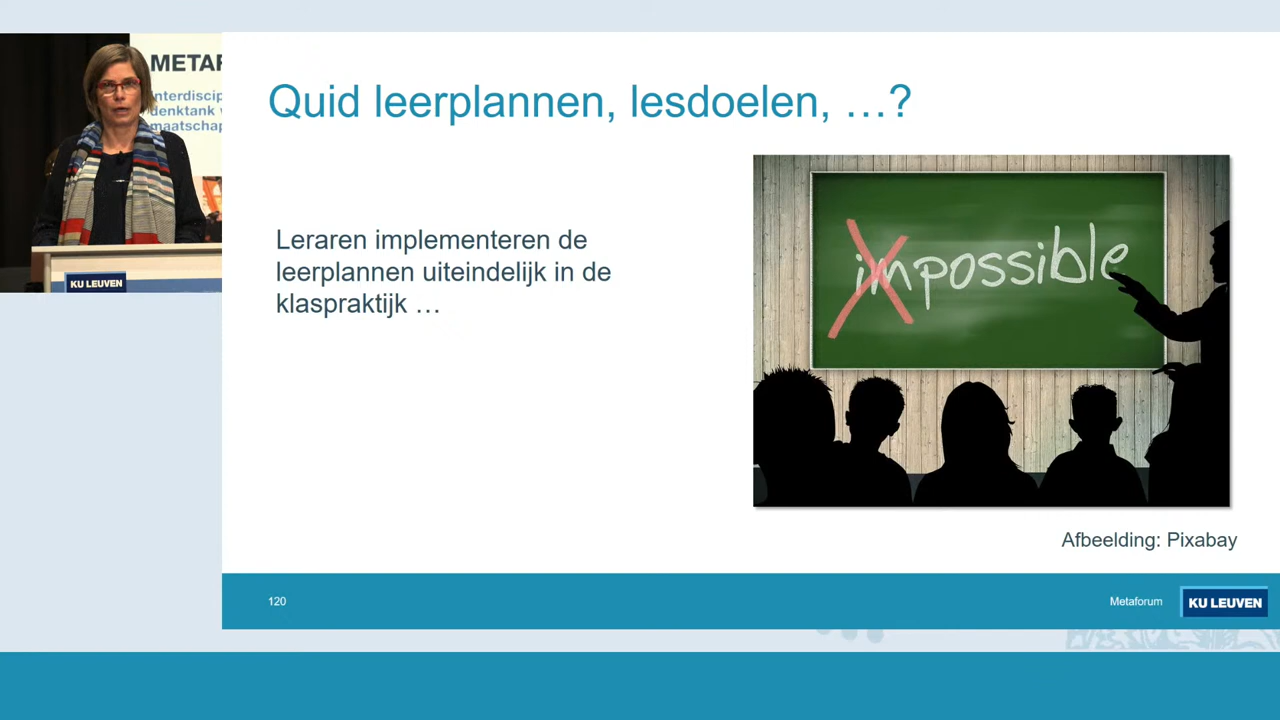 METAF
interdiscip
denktank v
maatschap
KU LEUVEN
Quid leerplannen, lesdoelen, …?
Leraren implementeren de
leerplannen uiteindelijk in de
klaspraktijk …
impossible
Afbeelding: Pixabay
120
Metaforum
KU LEUVEN